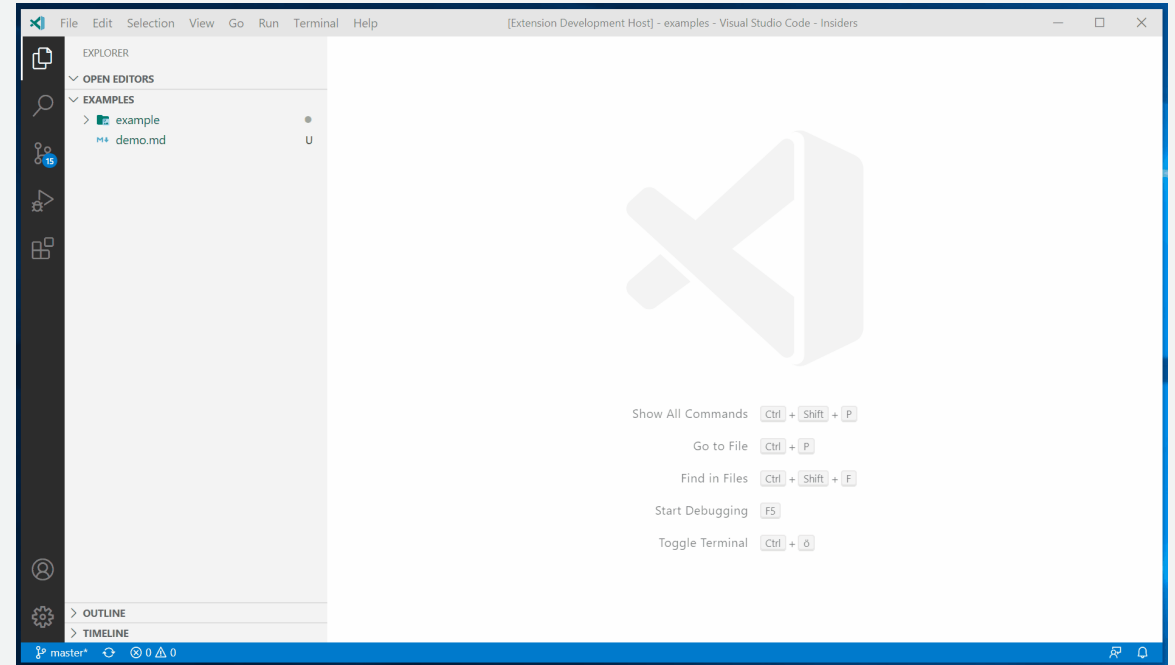 File Edit Selection View Go Run Terminal Help [Extension Development Host] - examples - Visual Studio Code - Insiders
EXPLORER
OPEN EDITORS
EXAMPLES
example
M+ demo.md U
15
Show All Commands Ctrl + Shift + P
Go to File Ctrl + P
Find in Files Ctrl + Shift + F
Start Debugging F5
Toggle Terminal Ctrl + ö
OUTLINE
TIMELINE
master* 0 0